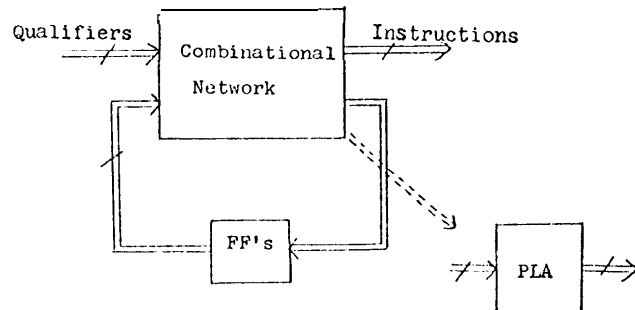 Qualifiers
Combinational
Network
Instructions
FF's
PLA